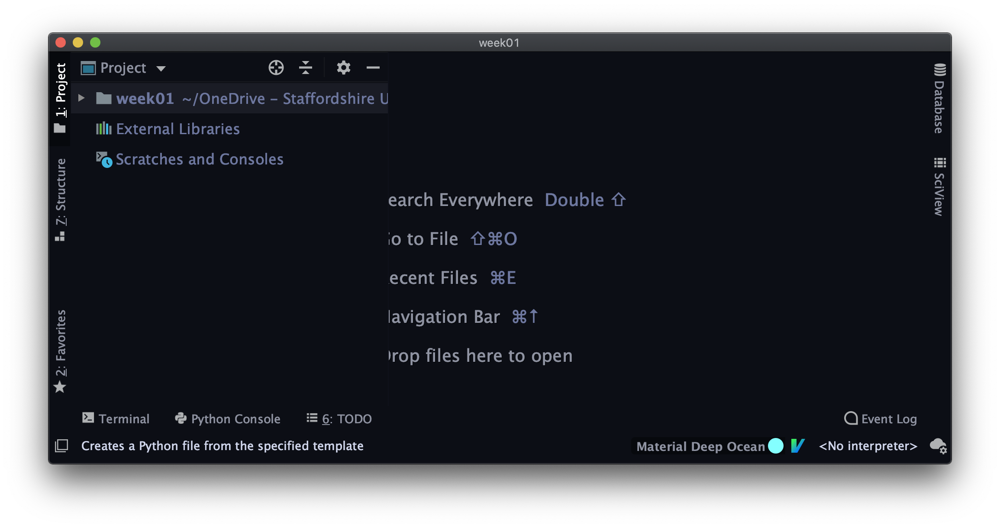 week01
1: Project
Project
week01 ~/OneDrive – Staffordshire U
External Libraries
Scratches and Consoles
7: Structure
2: Favorites
earch Everywhere Double ⇧
o to File ⇧⌘O
ecent Files ⌘E
avigation Bar ⌘↑
rop files here to open
Database
SciView
Terminal
Python Console
6: TODO
Event Log
Creates a Python file from the specified template
Material Deep Ocean
<No interpreter>